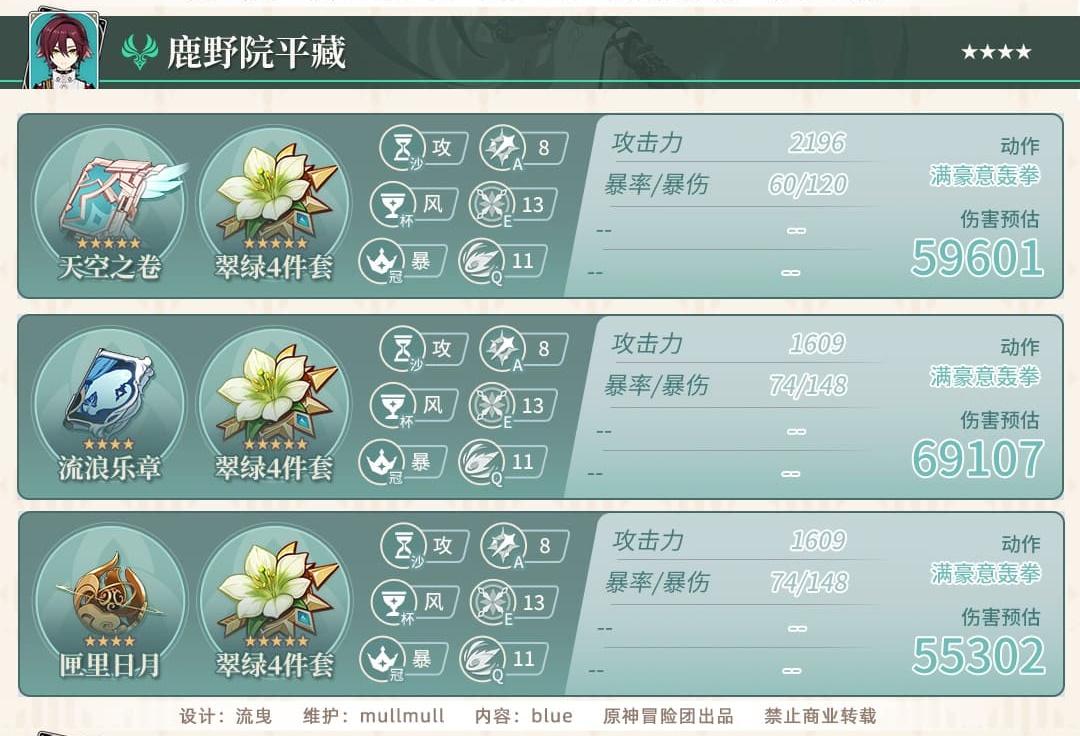 鹿野院平藏
攻 8
沙 A
攻击力 2196
动作
风 13
杯 E
暴率/暴伤 60/120
满豪意轰拳
-- --
伤害预估
天空之卷 翠绿4件套
暴 11
冠 Q
-- --
59601
攻 8
沙 A
攻击力 1609
动作
风 13
杯 E
暴率/暴伤 74/148
满豪意轰拳
-- --
伤害预估
流浪乐章 翠绿4件套
暴 11
冠 Q
-- --
69107
攻 8
沙 A
攻击力 1609
动作
风 13
杯 E
暴率/暴伤 74/148
满豪意轰拳
-- --
伤害预估
匣里日月 翠绿4件套
暴 11
冠 Q
-- --
55302
设计：流曳 维护：mullmull 内容：blue 原神冒险团出品 禁止商业转载